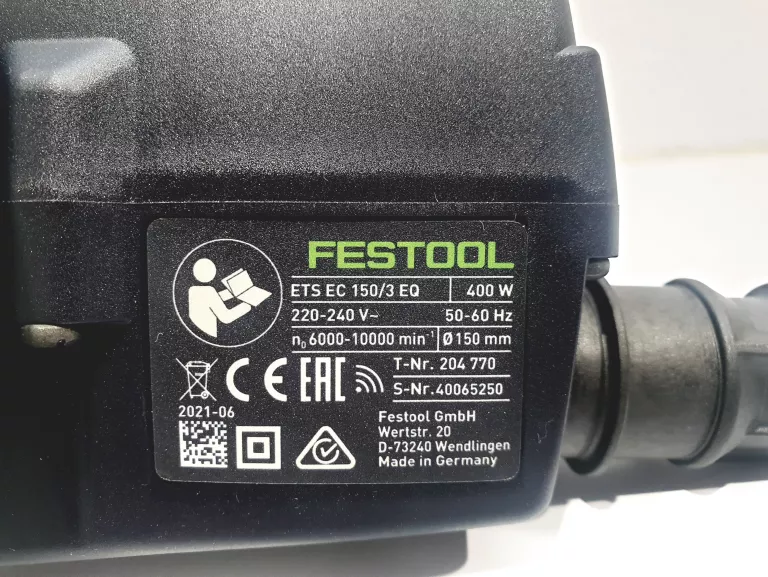 FESTOOL
ETS EC 150/3 EQ 400 W
220-240 V~ 50-60 Hz
n₀ 6000-10000 min⁻¹ Ø 150 mm
T-Nr. 204 770
S-Nr. 40065250
CE EAC
2021-06
Festool GmbH
Wertstr. 20
D-73240 Wendlingen
Made in Germany